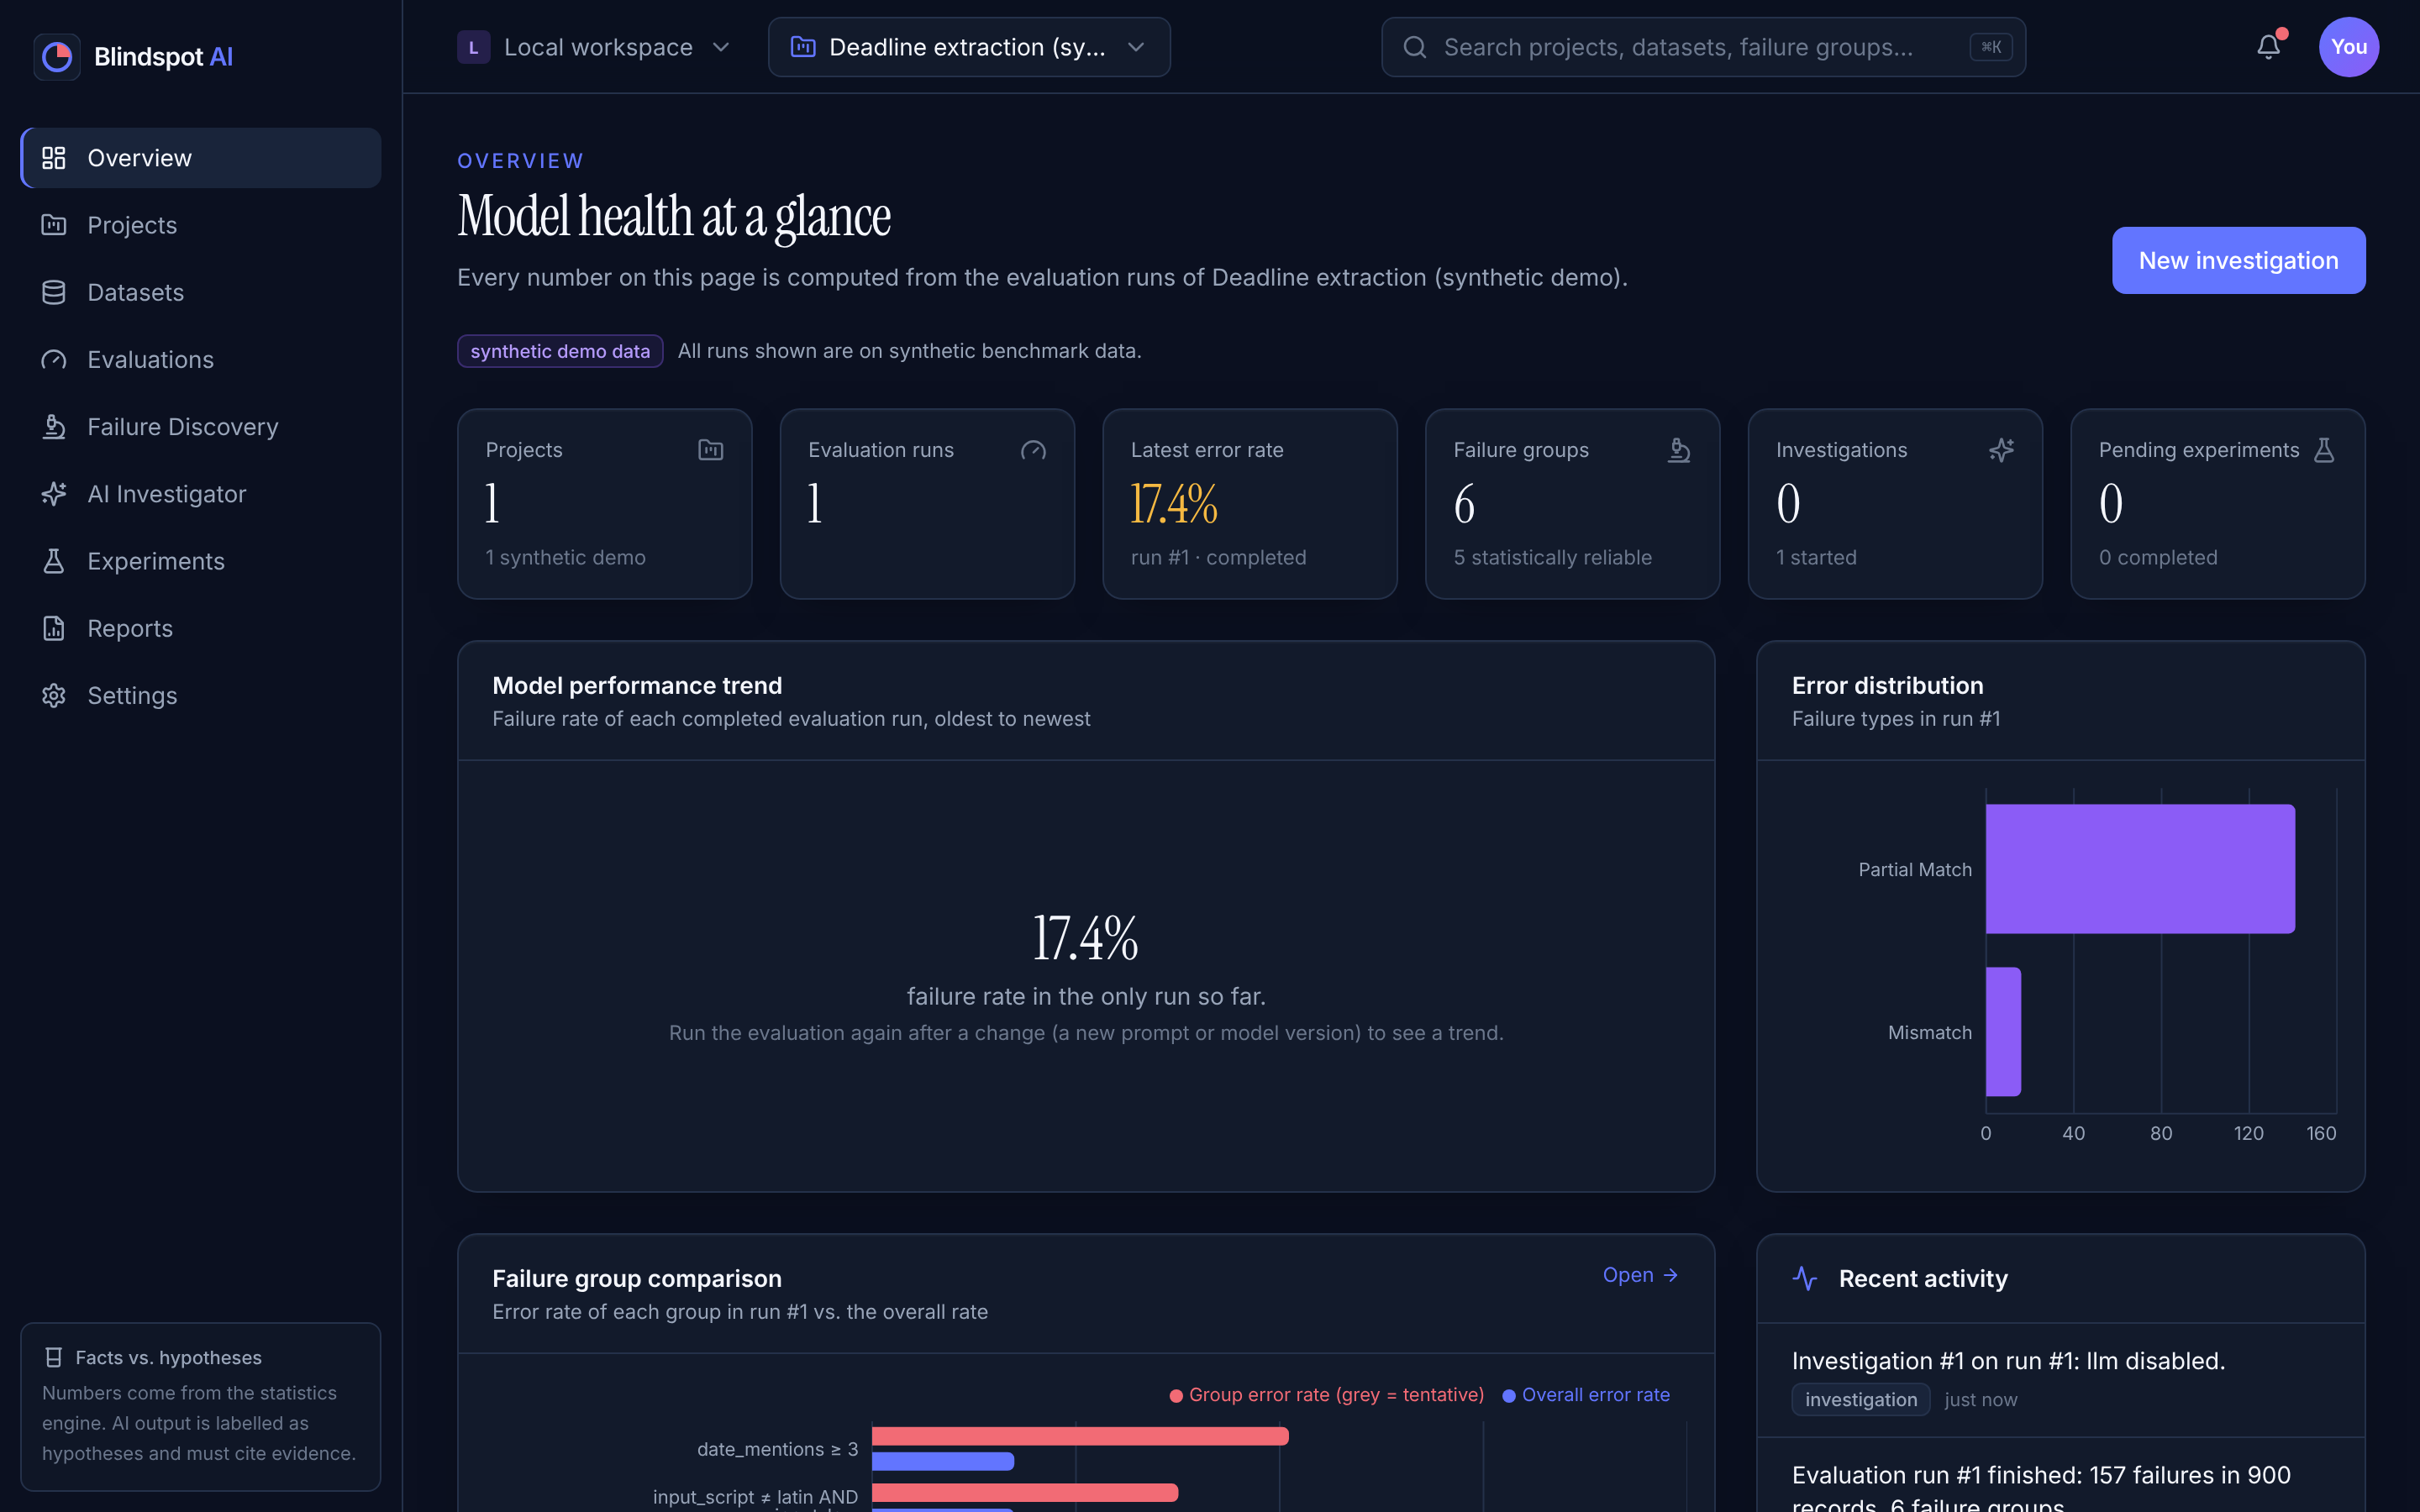 Blindspot AI
Overview
Projects
Datasets
Evaluations
Failure Discovery
AI Investigator
Experiments
Reports
Settings
Facts vs. hypotheses
Numbers come from the statistics
engine. AI output is labelled as
hypotheses and must cite evidence.
L Local workspace
Deadline extraction (sy...
Search projects, datasets, failure groups...
⌘K
You
OVERVIEW
Model health at a glance
Every number on this page is computed from the evaluation runs of Deadline extraction (synthetic demo).
New investigation
synthetic demo data All runs shown are on synthetic benchmark data.
Projects
1
1 synthetic demo
Evaluation runs
1
Latest error rate
17.4%
run #1 · completed
Failure groups
6
5 statistically reliable
Investigations
0
1 started
Pending experiments
0
0 completed
Model performance trend
Failure rate of each completed evaluation run, oldest to newest
17.4%
failure rate in the only run so far.
Run the evaluation again after a change (a new prompt or model version) to see a trend.
Error distribution
Failure types in run #1
Partial Match
Mismatch
0 40 80 120 160
Failure group comparison
Open →
Error rate of each group in run #1 vs. the overall rate
Group error rate (grey = tentative) Overall error rate
date_mentions ≥ 3
input_script ≠ latin AND
Recent activity
Investigation #1 on run #1: llm disabled.
investigation just now
Evaluation run #1 finished: 157 failures in 900
records, 6 failure groups